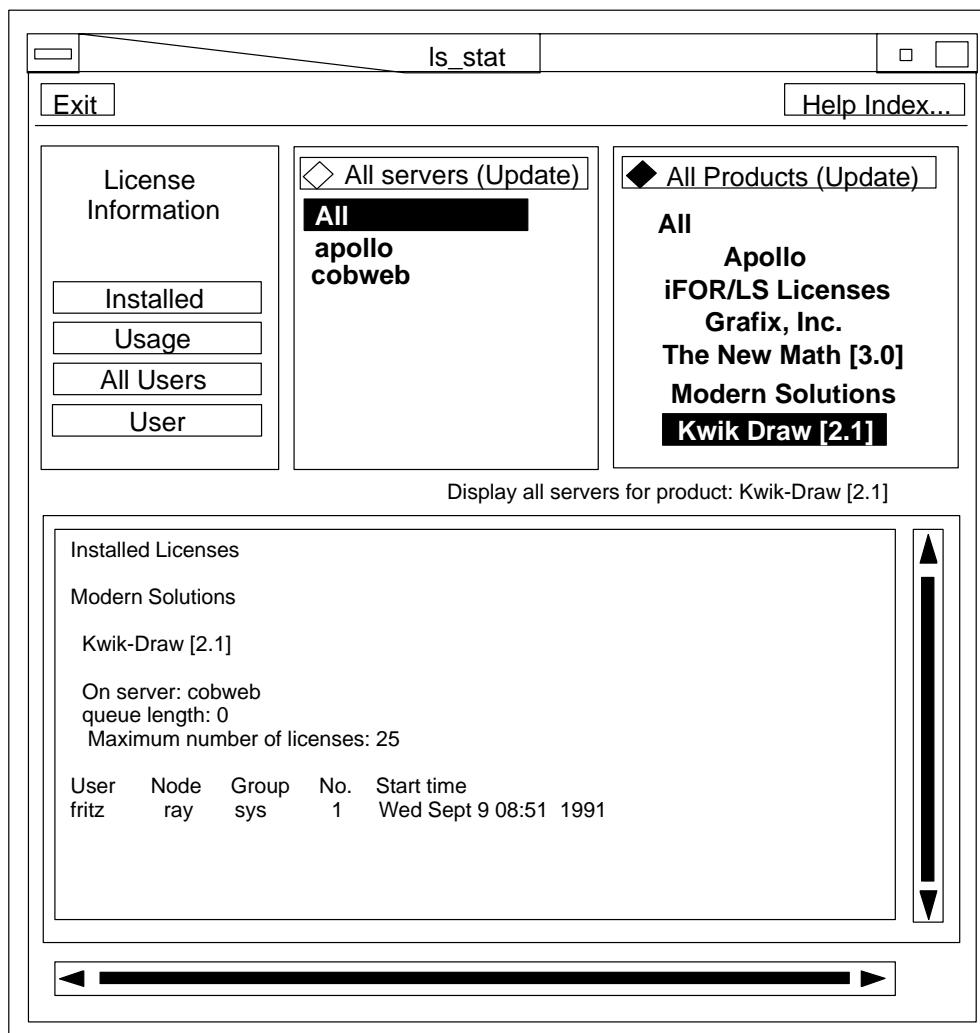 ls_stat
Exit
Help Index...
License
Information
Installed
Usage
All Users
User
All servers (Update)
All
apollo
cobweb
All Products (Update)
All
Apollo
iFOR/LS Licenses
Grafix, Inc.
The New Math [3.0]
Modern Solutions
Kwik Draw [2.1]
Display all servers for product: Kwik-Draw [2.1]
Installed Licenses
Modern Solutions
Kwik-Draw [2.1]
On server: cobweb
queue length: 0
Maximum number of licenses: 25
User Node Group No. Start time
fritz ray sys 1 Wed Sept 9 08:51 1991